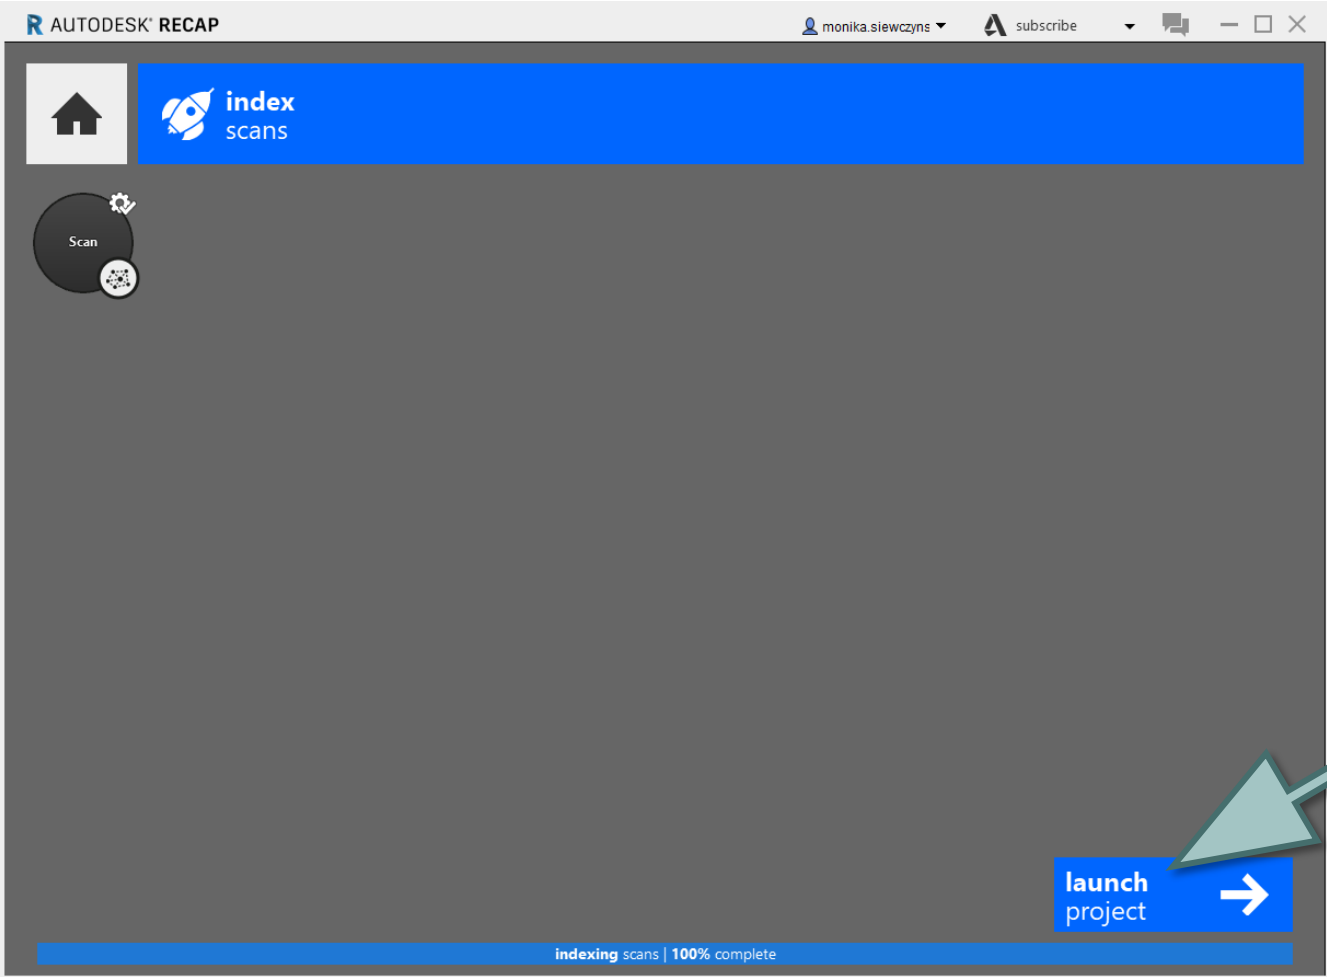 AUTODESK® RECAP
monika.siewczyns
subscribe
index
scans
Scan
launch
project
indexing scans | 100% complete